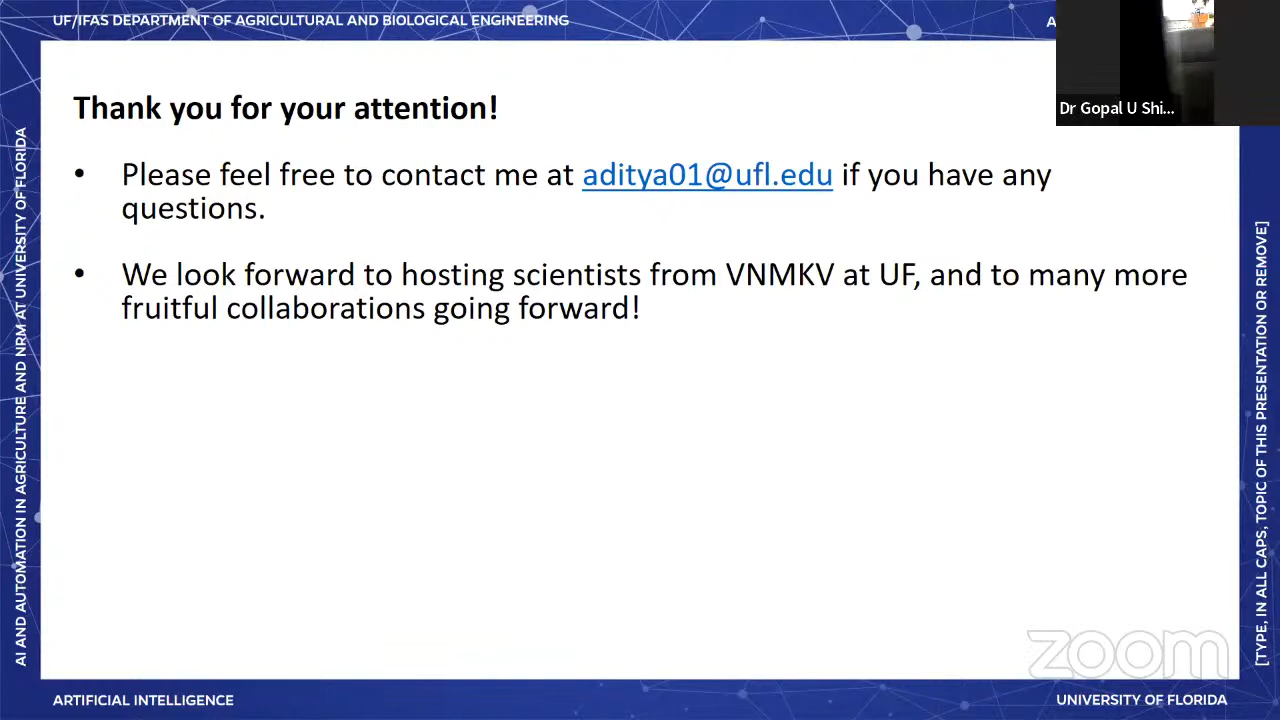 UF/IFAS DEPARTMENT OF AGRICULTURAL AND BIOLOGICAL ENGINEERING
A
Dr Gopal U Shi...
Thank you for your attention!
• Please feel free to contact me at aditya01@ufl.edu if you have any
questions.
• We look forward to hosting scientists from VNMKV at UF, and to many more
fruitful collaborations going forward!
AI AND AUTOMATION IN AGRICULTURE AND NRM AT UNIVERSITY OF FLORIDA
[TYPE, IN ALL CAPS, TOPIC OF THIS PRESENTATION OR REMOVE]
zoom
ARTIFICIAL INTELLIGENCE
UNIVERSITY OF FLORIDA